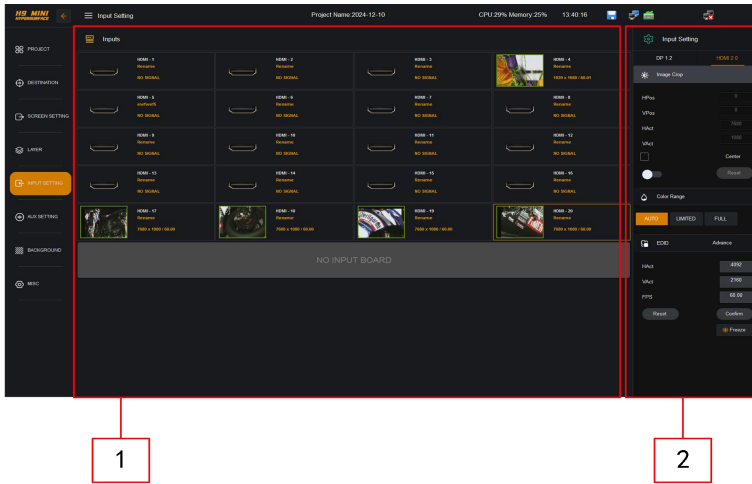 H9 MINI
HYPERSURFACE
Input Setting
Project Name:2024-12-10
CPU:29% Memory:25%
13:40:16
PROJECT
DESTINATION
SCREEN SETTING
LAYER
INPUT SETTING
AUX SETTING
BACKGROUND
MISC
Inputs
HDMI - 1
Rename
NO SIGNAL
HDMI - 2
Rename
NO SIGNAL
HDMI - 3
Rename
NO SIGNAL
HDMI - 4
Rename
HDMI - 5
NO SIGNAL
HDMI - 6
Rename
NO SIGNAL
HDMI - 7
Rename
NO SIGNAL
HDMI - 8
Rename
NO SIGNAL
HDMI - 9
Rename
NO SIGNAL
HDMI - 10
Rename
NO SIGNAL
HDMI - 11
Rename
NO SIGNAL
HDMI - 12
Rename
NO SIGNAL
HDMI - 13
Rename
NO SIGNAL
HDMI - 14
Rename
NO SIGNAL
HDMI - 15
Rename
NO SIGNAL
HDMI - 16
Rename
NO SIGNAL
HDMI - 17
Rename
7680 x 1080 / 60.00
HDMI - 18
Rename
7680 x 1080 / 60.00
HDMI - 19
Rename
7680 x 1080 / 60.00
HDMI - 20
Rename
7680 x 1080 / 60.00
NO INPUT BOARD
Input Setting
DP 1.2
HDMI 2.0
Image Crop
HPos
0
VPos
0
HAct
7680
VAct
1080
Center
Reset
Color Range
AUTO
LIMITED
FULL
EDID
Advance
HAct
4092
VAct
2160
FPS
60.00
Reset
Confirm
Freeze
1
2